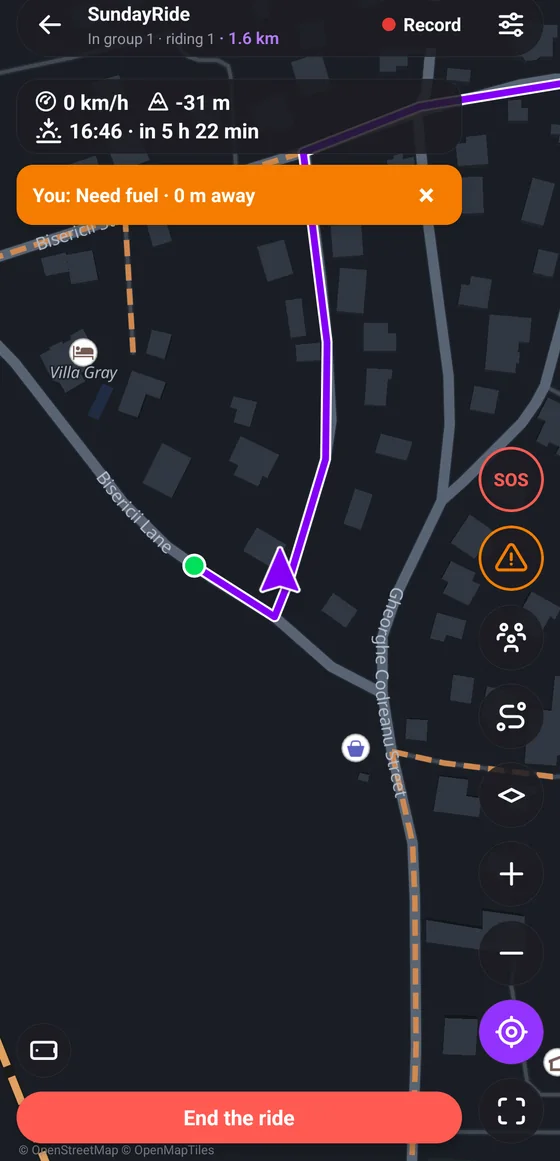 SundayRide
In group 1 · riding 1 · 1.6 km
Record
0 km/h
-31 m
16:46 · in 5 h 22 min
You: Need fuel · 0 m away
Villa Gray
Bisericii Lane
Gheorghe Codreanu Street
SOS
End the ride
© OpenStreetMap © OpenMapTiles